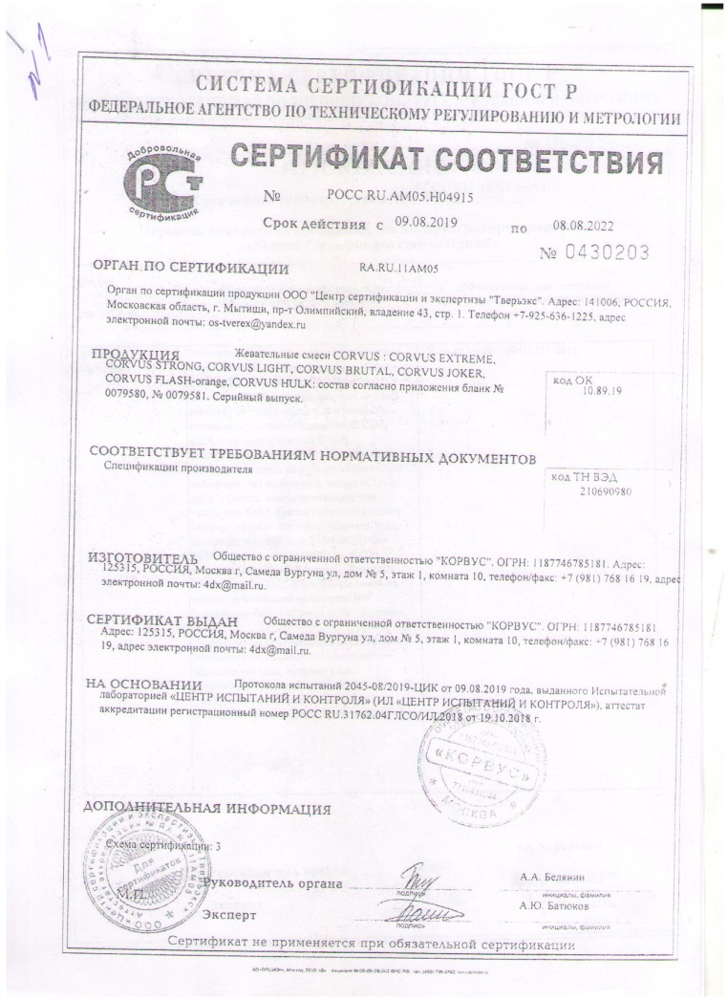 №1
СИСТЕМА СЕРТИФИКАЦИИ ГОСТ Р
ФЕДЕРАЛЬНОЕ АГЕНТСТВО ПО ТЕХНИЧЕСКОМУ РЕГУЛИРОВАНИЮ И МЕТРОЛОГИИ
Добровольная
РСТ
сертификация
СЕРТИФИКАТ СООТВЕТСТВИЯ
№ РОСС RU.АМ05.Н04915
Срок действия с 09.08.2019 по 08.08.2022
№ 0430203
ОРГАН ПО СЕРТИФИКАЦИИ RA.RU.11АМ05
Орган по сертификации продукции ООО "Центр сертификации и экспертизы "Тверьэкс". Адрес: 141006, РОССИЯ,
Московская область, г. Мытищи, пр-т Олимпийский, владение 43, стр. 1. Телефон +7-925-636-1225, адрес
электронной почты: os-tverex@yandex.ru
ПРОДУКЦИЯ Жевательные смеси CORVUS : CORVUS EXTREME,
CORVUS STRONG, CORVUS LIGHT, CORVUS BRUTAL, CORVUS JOKER,
CORVUS FLASH-orange, CORVUS HULK: состав согласно приложения бланк №
0079580, № 0079581. Серийный выпуск.
код ОК
10.89.19
СООТВЕТСТВУЕТ ТРЕБОВАНИЯМ НОРМАТИВНЫХ ДОКУМЕНТОВ
Спецификации производителя
код ТН ВЭД
210690980
ИЗГОТОВИТЕЛЬ Общество с ограниченной ответственностью "КОРВУС". ОГРН: 1187746785181. Адрес:
125315, РОССИЯ, Москва г, Самеда Вургуна ул, дом № 5, этаж 1, комната 10, телефон/факс: +7 (981) 768 16 19, адрес
электронной почты: 4dx@mail.ru.
СЕРТИФИКАТ ВЫДАН Общество с ограниченной ответственностью "КОРВУС". ОГРН: 1187746785181.
Адрес: 125315, РОССИЯ, Москва г, Самеда Вургуна ул, дом № 5, этаж 1, комната 10, телефон/факс: +7 (981) 768 16
19, адрес электронной почты: 4dx@mail.ru.
НА ОСНОВАНИИ Протокола испытаний 2045-08/2019-ЦИК от 09.08.2019 года, выданного Испытательной
лабораторией «ЦЕНТР ИСПЫТАНИЙ И КОНТРОЛЯ» (ИЛ «ЦЕНТР ИСПЫТАНИЙ И КОНТРОЛЯ»), аттестат
аккредитации регистрационный номер РОСС RU.31762.04ГЛСО/ИЛ.2018 от 19.10.2018 г.
«КОРВУС»
МОСКВА
ДОПОЛНИТЕЛЬНАЯ ИНФОРМАЦИЯ
Схема сертификации: 3
Для
сертификатов
М.П.
Руководитель органа
подпись
А.А. Белянин
инициалы, фамилия
Эксперт
подпись
А.Ю. Батюков
инициалы, фамилия
Сертификат не применяется при обязательной сертификации